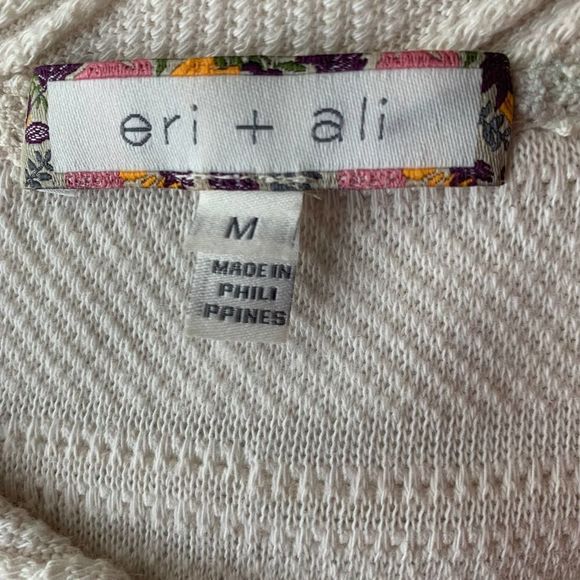 eri + ali
M
MADE IN
PHILI
PPINES